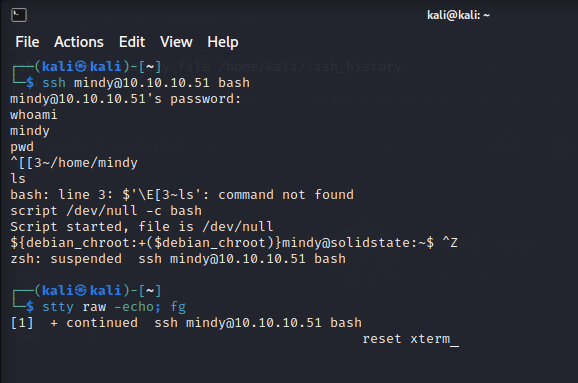 kali@kali: ~
File Actions Edit View Help
┌──(kali㉿kali)-[~]y file /home/kali/.zsh_history
└─$ ssh mindy@10.10.10.51 bash
mindy@10.10.10.51's password:
whoami
mindy
pwd
^[[3~/home/mindy
ls
bash: line 3: $'\E[3~ls': command not found
script /dev/null -c bash
Script started, file is /dev/null
${debian_chroot:+($debian_chroot)}mindy@solidstate:~$ ^Z
zsh: suspended  ssh mindy@10.10.10.51 bash
┌──(kali㉿kali)-[~]
└─$ stty raw -echo; fg
[1]  + continued  ssh mindy@10.10.10.51 bash
reset xterm_